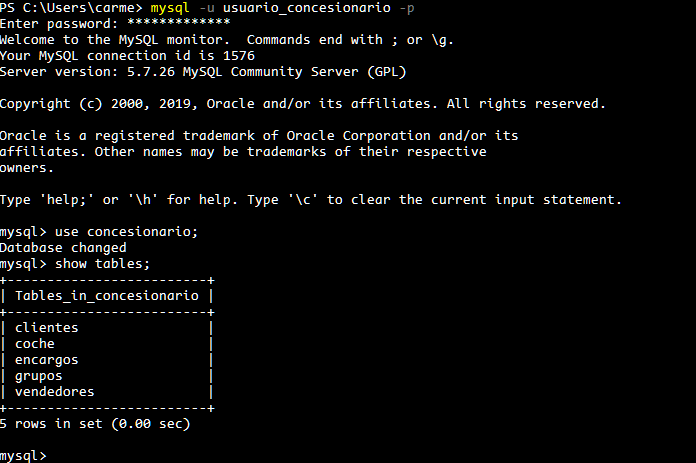 PS C:\Users\carme> mysql -u usuario_concesionario -p
Enter password: *************
Welcome to the MySQL monitor.  Commands end with ; or \g.
Your MySQL connection id is 1576
Server version: 5.7.26 MySQL Community Server (GPL)

Copyright (c) 2000, 2019, Oracle and/or its affiliates. All rights reserved.

Oracle is a registered trademark of Oracle Corporation and/or its
affiliates. Other names may be trademarks of their respective
owners.

Type 'help;' or '\h' for help. Type '\c' to clear the current input statement.

mysql> use concesionario;
Database changed
mysql> show tables;
+-------------------------+
| Tables_in_concesionario |
+-------------------------+
| clientes                |
| coche                   |
| encargos                |
| grupos                  |
| vendedores              |
+-------------------------+
5 rows in set (0.00 sec)

mysql>